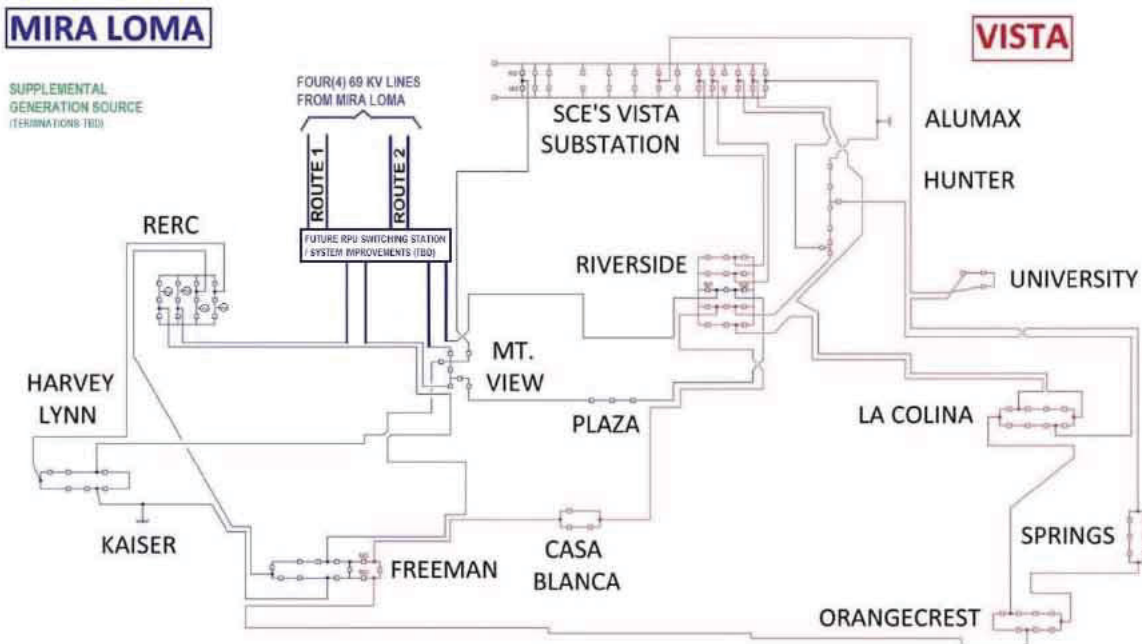 MIRA LOMA
VISTA
SUPPLEMENTAL
GENERATION SOURCE
(TERMINATIONS TBD)
FOUR(4) 69 KV LINES
FROM MIRA LOMA
ROUTE 1
ROUTE 2
SCE'S VISTA
SUBSTATION
ALUMAX
HUNTER
RERC
FUTURE RPU SWITCHING STATION
/ SYSTEM IMPROVEMENTS (TBD)
RIVERSIDE
UNIVERSITY
MT.
VIEW
HARVEY
LYNN
PLAZA
LA COLINA
KAISER
FREEMAN
CASA
BLANCA
SPRINGS
ORANGECREST